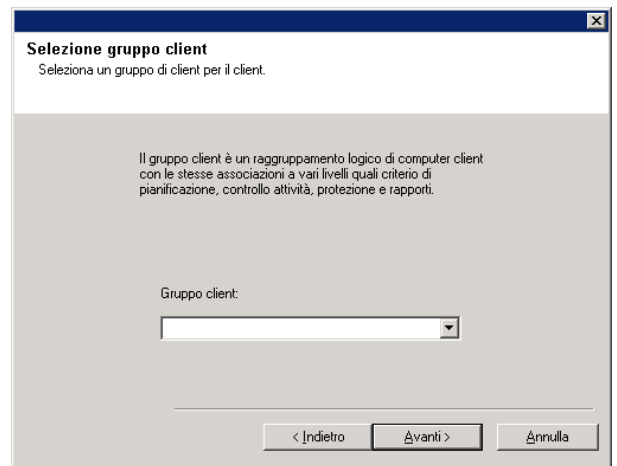 Selezione gruppo client
Seleziona un gruppo di client per il client.
Il gruppo client è un raggruppamento logico di computer client
con le stesse associazioni a vari livelli quali criterio di
pianificazione, controllo attività, protezione e rapporti.
Gruppo client:
< Indietro Avanti > Annulla